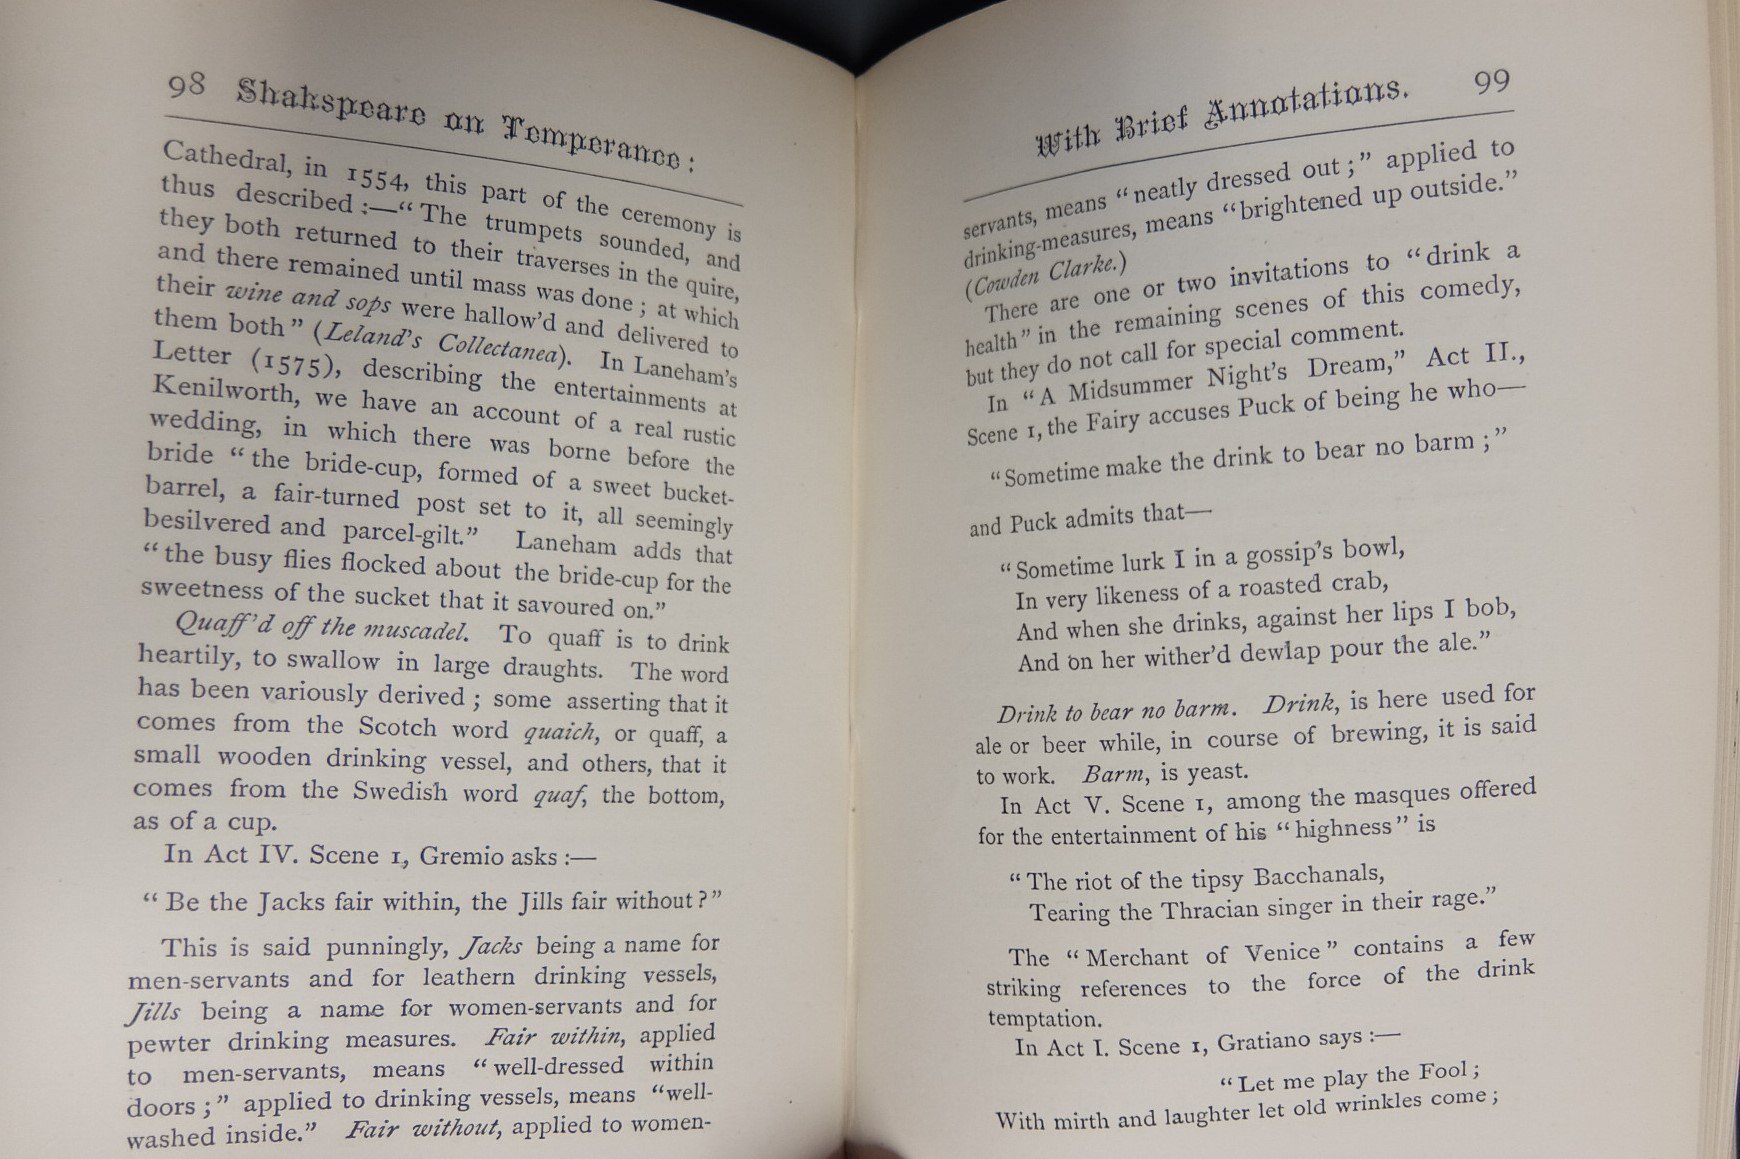 98 Shakspeare on Temperance:
Cathedral, in 1554, this part of the ceremony is
thus described:—“The trumpets sounded, and
they both returned to their traverses in the quire,
and there remained until mass was done; at which
their wine and sops were hallow’d and delivered to
them both” (Leland’s Collectanea). In Laneham’s
Letter (1575), describing the entertainments at
Kenilworth, we have an account of a real rustic
wedding, in which there was borne before the
bride “the bride-cup, formed of a sweet bucket-
barrel, a fair-turned post set to it, all seemingly
besilvered and parcel-gilt.” Laneham adds that
“the busy flies flocked about the bride-cup for the
sweetness of the sucket that it savoured on.”
Quaff’d off the muscadel. To quaff is to drink
heartily, to swallow in large draughts. The word
has been variously derived; some asserting that it
comes from the Scotch word quaich, or quaff, a
small wooden drinking vessel, and others, that it
comes from the Swedish word quaf, the bottom,
as of a cup.
In Act IV. Scene 1, Gremio asks:—
“Be the Jacks fair within, the Jills fair without?”
This is said punningly, Jacks being a name for
men-servants and for leathern drinking vessels,
Jills being a name for women-servants and for
pewter drinking measures. Fair within, applied
to men-servants, means “well-dressed within
doors;” applied to drinking vessels, means “well-
washed inside.” Fair without, applied to women-
With Brief Annotations. 99
servants, means “neatly dressed out;” applied to
drinking-measures, means “brightened up outside.”
(Cowden Clarke.)
There are one or two invitations to “drink a
health” in the remaining scenes of this comedy,
but they do not call for special comment.
In “A Midsummer Night’s Dream,” Act II.,
Scene 1, the Fairy accuses Puck of being he who—
“Sometime make the drink to bear no barm;”
and Puck admits that—
“Sometime lurk I in a gossip’s bowl,
In very likeness of a roasted crab,
And when she drinks, against her lips I bob,
And on her wither’d dewlap pour the ale.”
Drink to bear no barm. Drink, is here used for
ale or beer while, in course of brewing, it is said
to work. Barm, is yeast.
In Act V. Scene 1, among the masques offered
for the entertainment of his “highness” is
“The riot of the tipsy Bacchanals,
Tearing the Thracian singer in their rage.”
The “Merchant of Venice” contains a few
striking references to the force of the drink
temptation.
In Act I. Scene 1, Gratiano says:—
“Let me play the Fool;
With mirth and laughter let old wrinkles come;